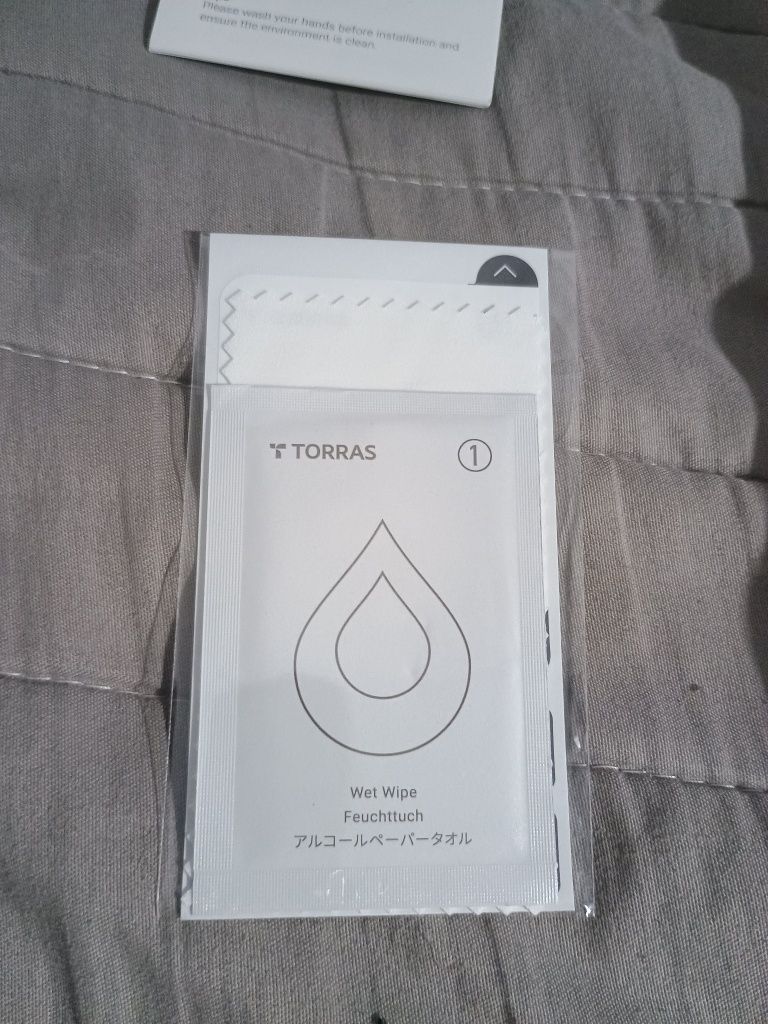 Please wash your hands before installation and
ensure the environment is clean.
TORRAS
1
Wet Wipe
Feuchttuch
アルコールペーパータオル